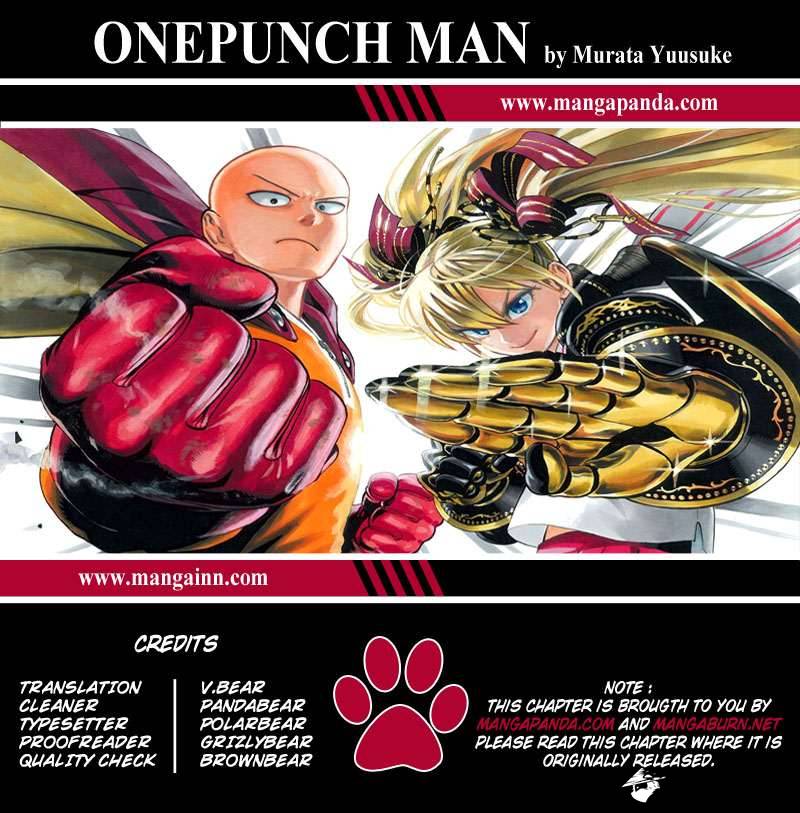 ONEPUNCH MAN by Murata Yuusuke
www.mangapanda.com
www.mangainn.com
CREDITS
TRANSLATION V.BEAR
CLEANER PANDABEAR
TYPESETTER POLARBEAR
PROOFREADER GRIZLYBEAR
QUALITY CHECK BROWNBEAR
NOTE :
THIS CHAPTER IS BROUGTH TO YOU BY
MANGAPANDA.COM AND MANGABURN.NET
PLEASE READ THIS CHAPTER WHERE IT IS
ORIGINALLY RELEASED.